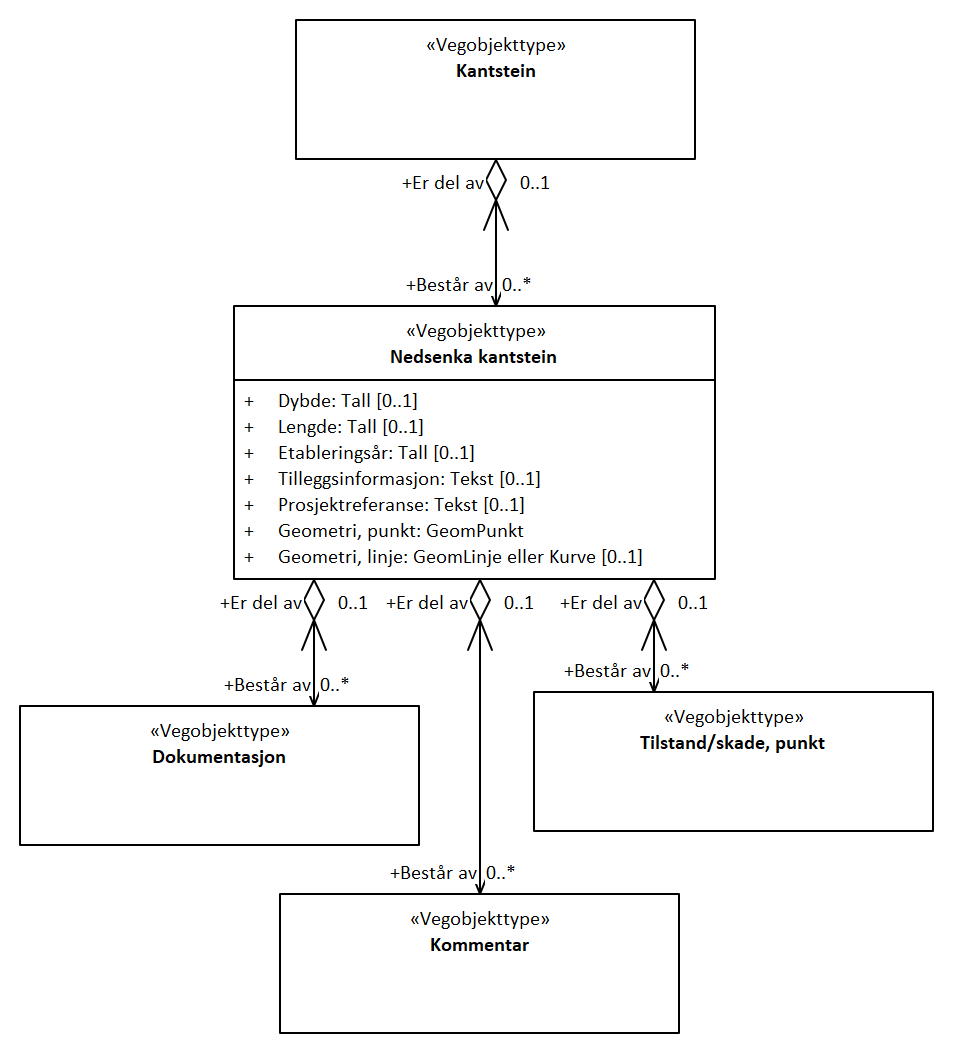 «Vegobjekttype»
Kantstein
+Er del av 0..1
+Består av 0..*
«Vegobjekttype»
Nedsenka kantstein
+ Dybde: Tall [0..1]
+ Lengde: Tall [0..1]
+ Etableringsår: Tall [0..1]
+ Tilleggsinformasjon: Tekst [0..1]
+ Prosjektreferanse: Tekst [0..1]
+ Geometri, punkt: GeomPunkt
+ Geometri, linje: GeomLinje eller Kurve [0..1]
+Er del av 0..1 +Er del av 0..1 +Er del av 0..1
+Består av 0..*
+Består av 0..*
«Vegobjekttype»
Tilstand/skade, punkt
«Vegobjekttype»
Dokumentasjon
+Består av 0..*
«Vegobjekttype»
Kommentar